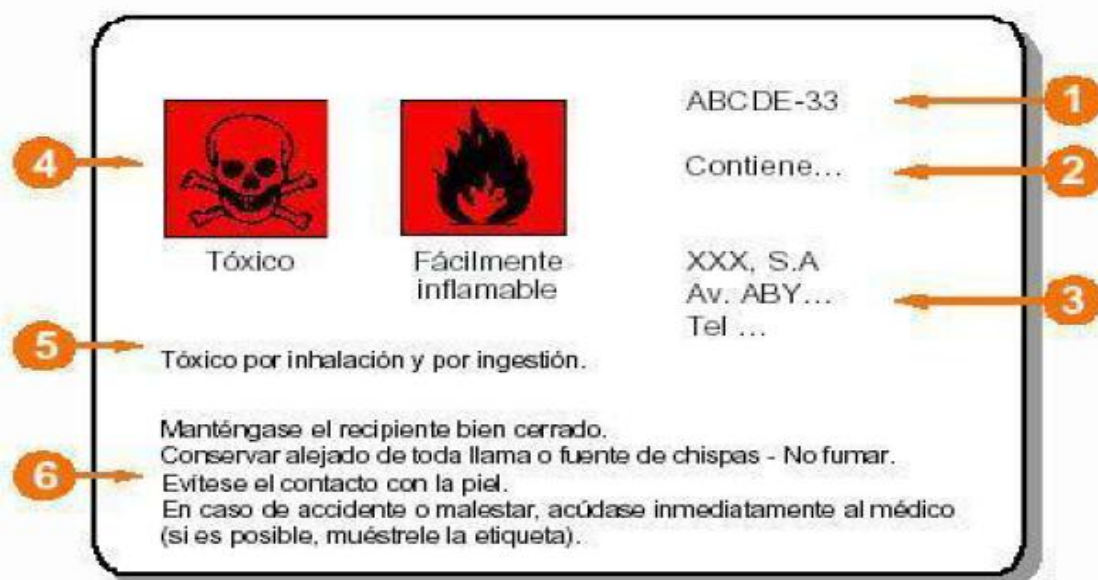 ABCDE-33
1
Contiene...
2
4
Tóxico
Fácilmente
inflamable
XXX, S.A
Av. ABY...
Tel ...
3
5
Tóxico por inhalación y por ingestión.
Manténgase el recipiente bien cerrado.
Conservar alejado de toda llama o fuente de chispas - No fumar.
6
Evítese el contacto con la piel.
En caso de accidente o malestar, acúdase inmediatamente al médico
(si es posible, muéstrele la etiqueta).